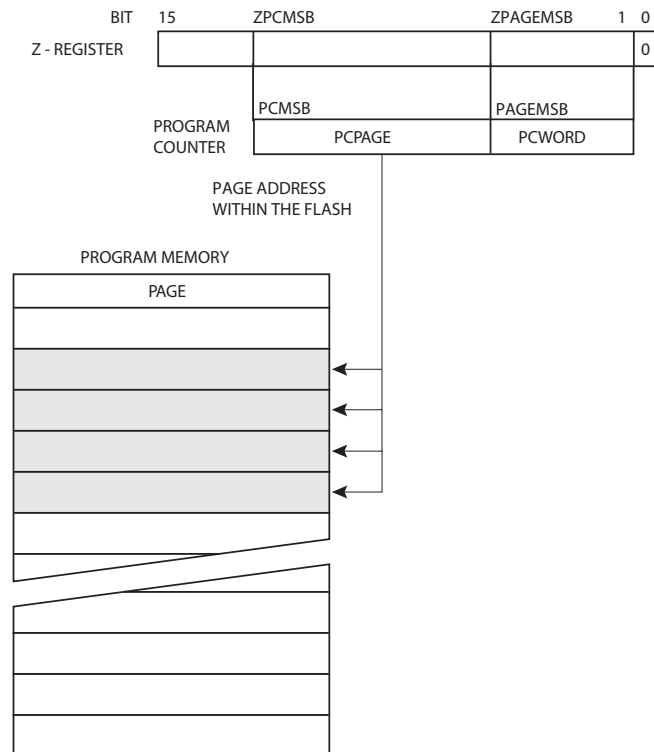 BIT 15 ZPCMSB ZPAGEMSB 1 0
Z - REGISTER 0
PCMSB PAGEMSB
PROGRAM
COUNTER
PCPAGE PCWORD
PAGE ADDRESS
WITHIN THE FLASH
PROGRAM MEMORY
PAGE